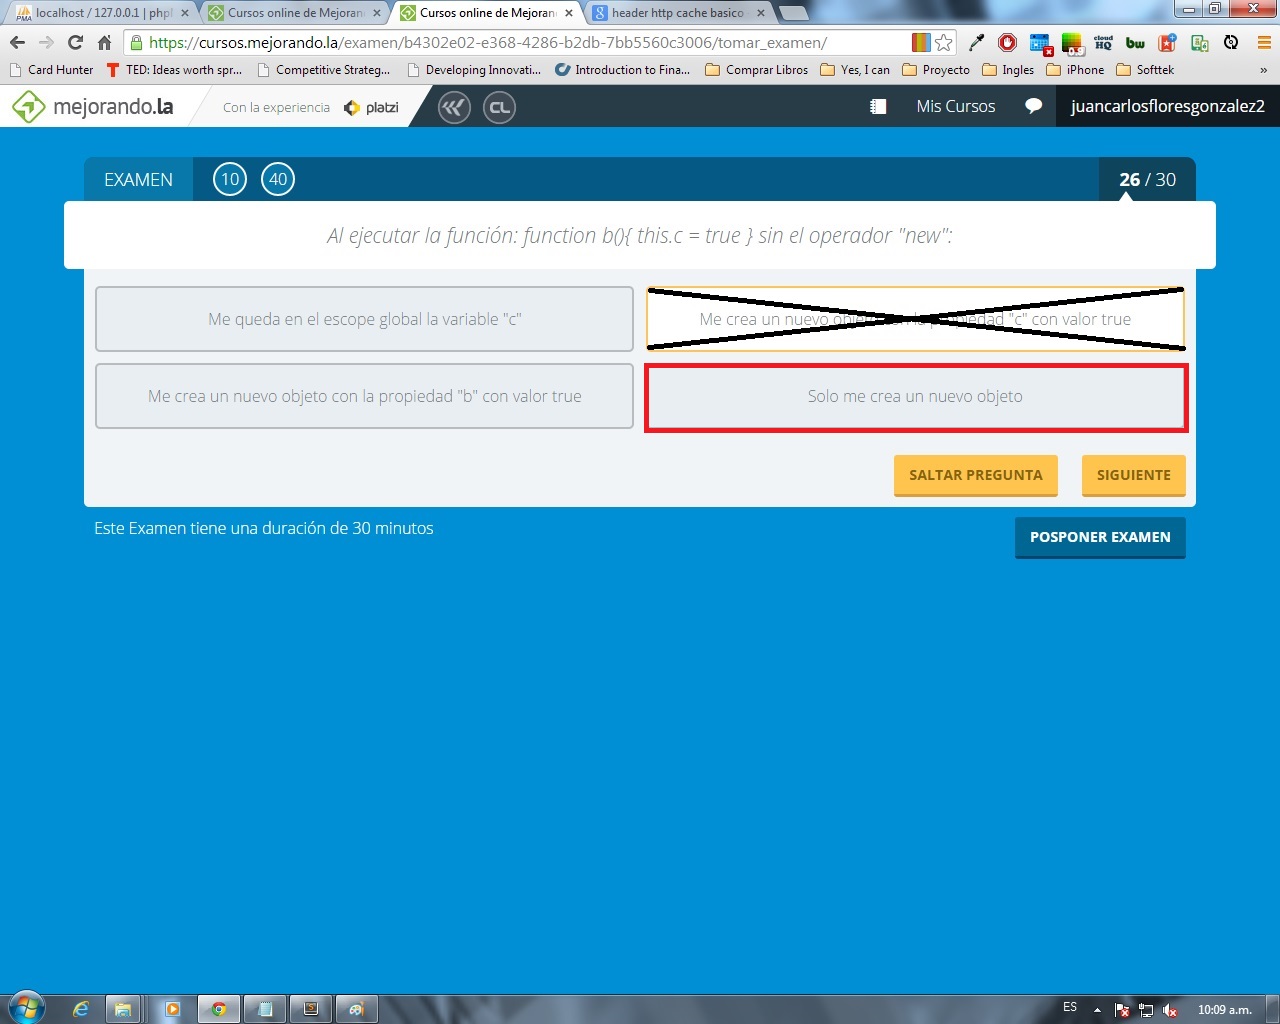 localhost / 127.0.0.1 | phpl
Cursos online de Mejoran
Cursos online de Mejoran
header http cache basico
https://cursos.mejorando.la/examen/b4302e02-e368-4286-b2db-7bb5560c3006/tomar_examen/
Card Hunter
TED: Ideas worth spr...
Competitive Strateg...
Developing Innovati...
Introduction to Fina...
Comprar Libros
Yes, I can
Proyecto
Ingles
iPhone
Softtek
»
mejorando.la
Con la experiencia
platzi
CL
Mis Cursos
juancarlosfloresgonzalez2
EXAMEN
10
40
26 / 30
Al ejecutar la función: function b(){ this.c = true } sin el operador "new":
Me queda en el escope global la variable "c"
Me crea un nuevo objeto con la propiedad "c" con valor true
Me crea un nuevo objeto con la propiedad "b" con valor true
Solo me crea un nuevo objeto
SALTAR PREGUNTA
SIGUIENTE
Este Examen tiene una duración de 30 minutos
POSPONER EXAMEN
ES
10:09 a.m.